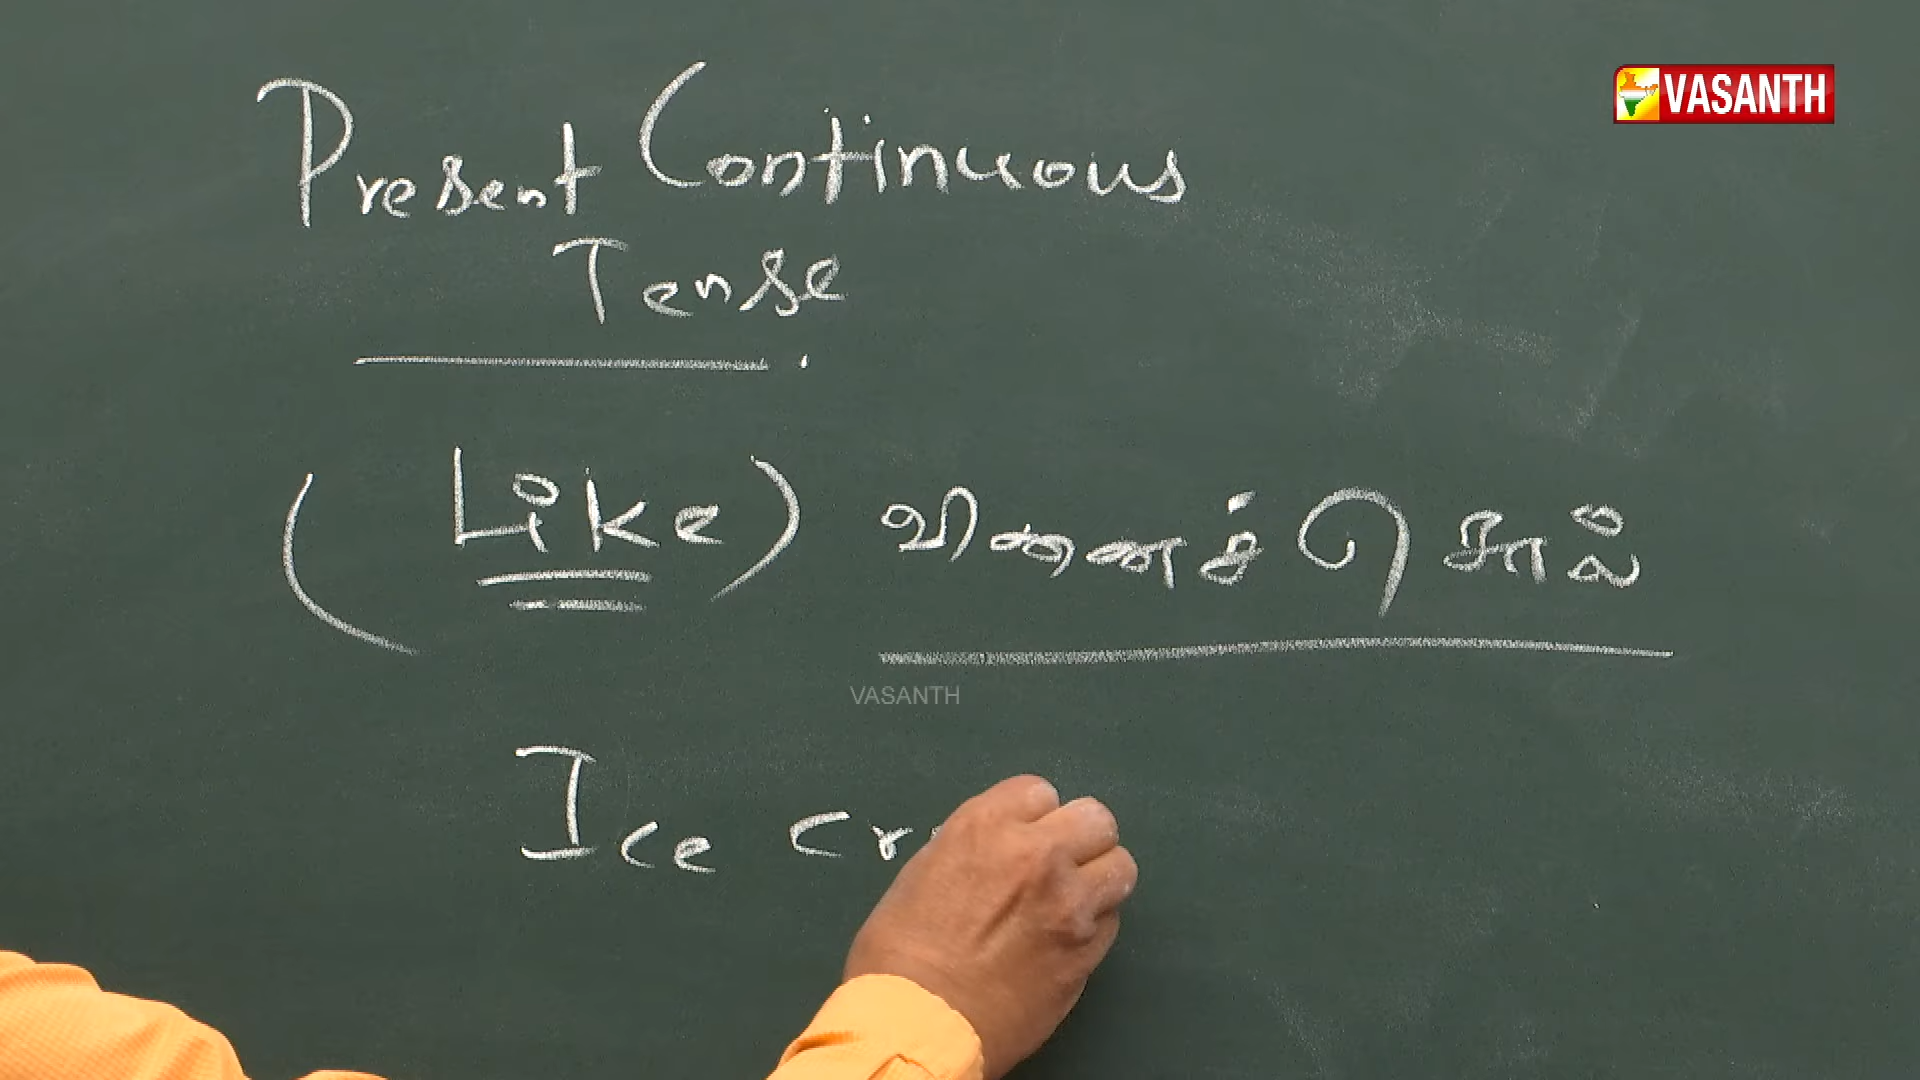 VASANTH
Present Continuous
Tense
(Like) வினைச்சொல்
VASANTH
Ice cr